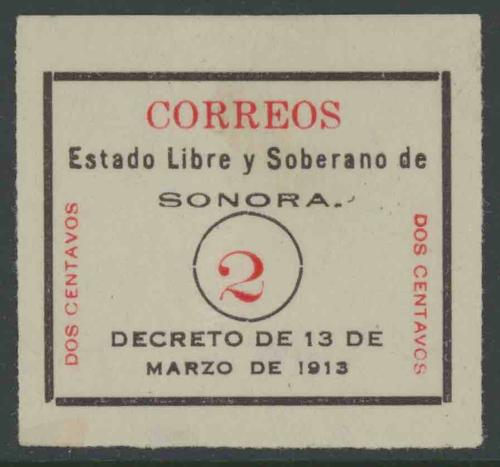 CORREOS
Estado Libre y Soberano de
SONORA.
DOS CENTAVOS
2
DOS CENTAVOS
DECRETO DE 13 DE
MARZO DE 1913